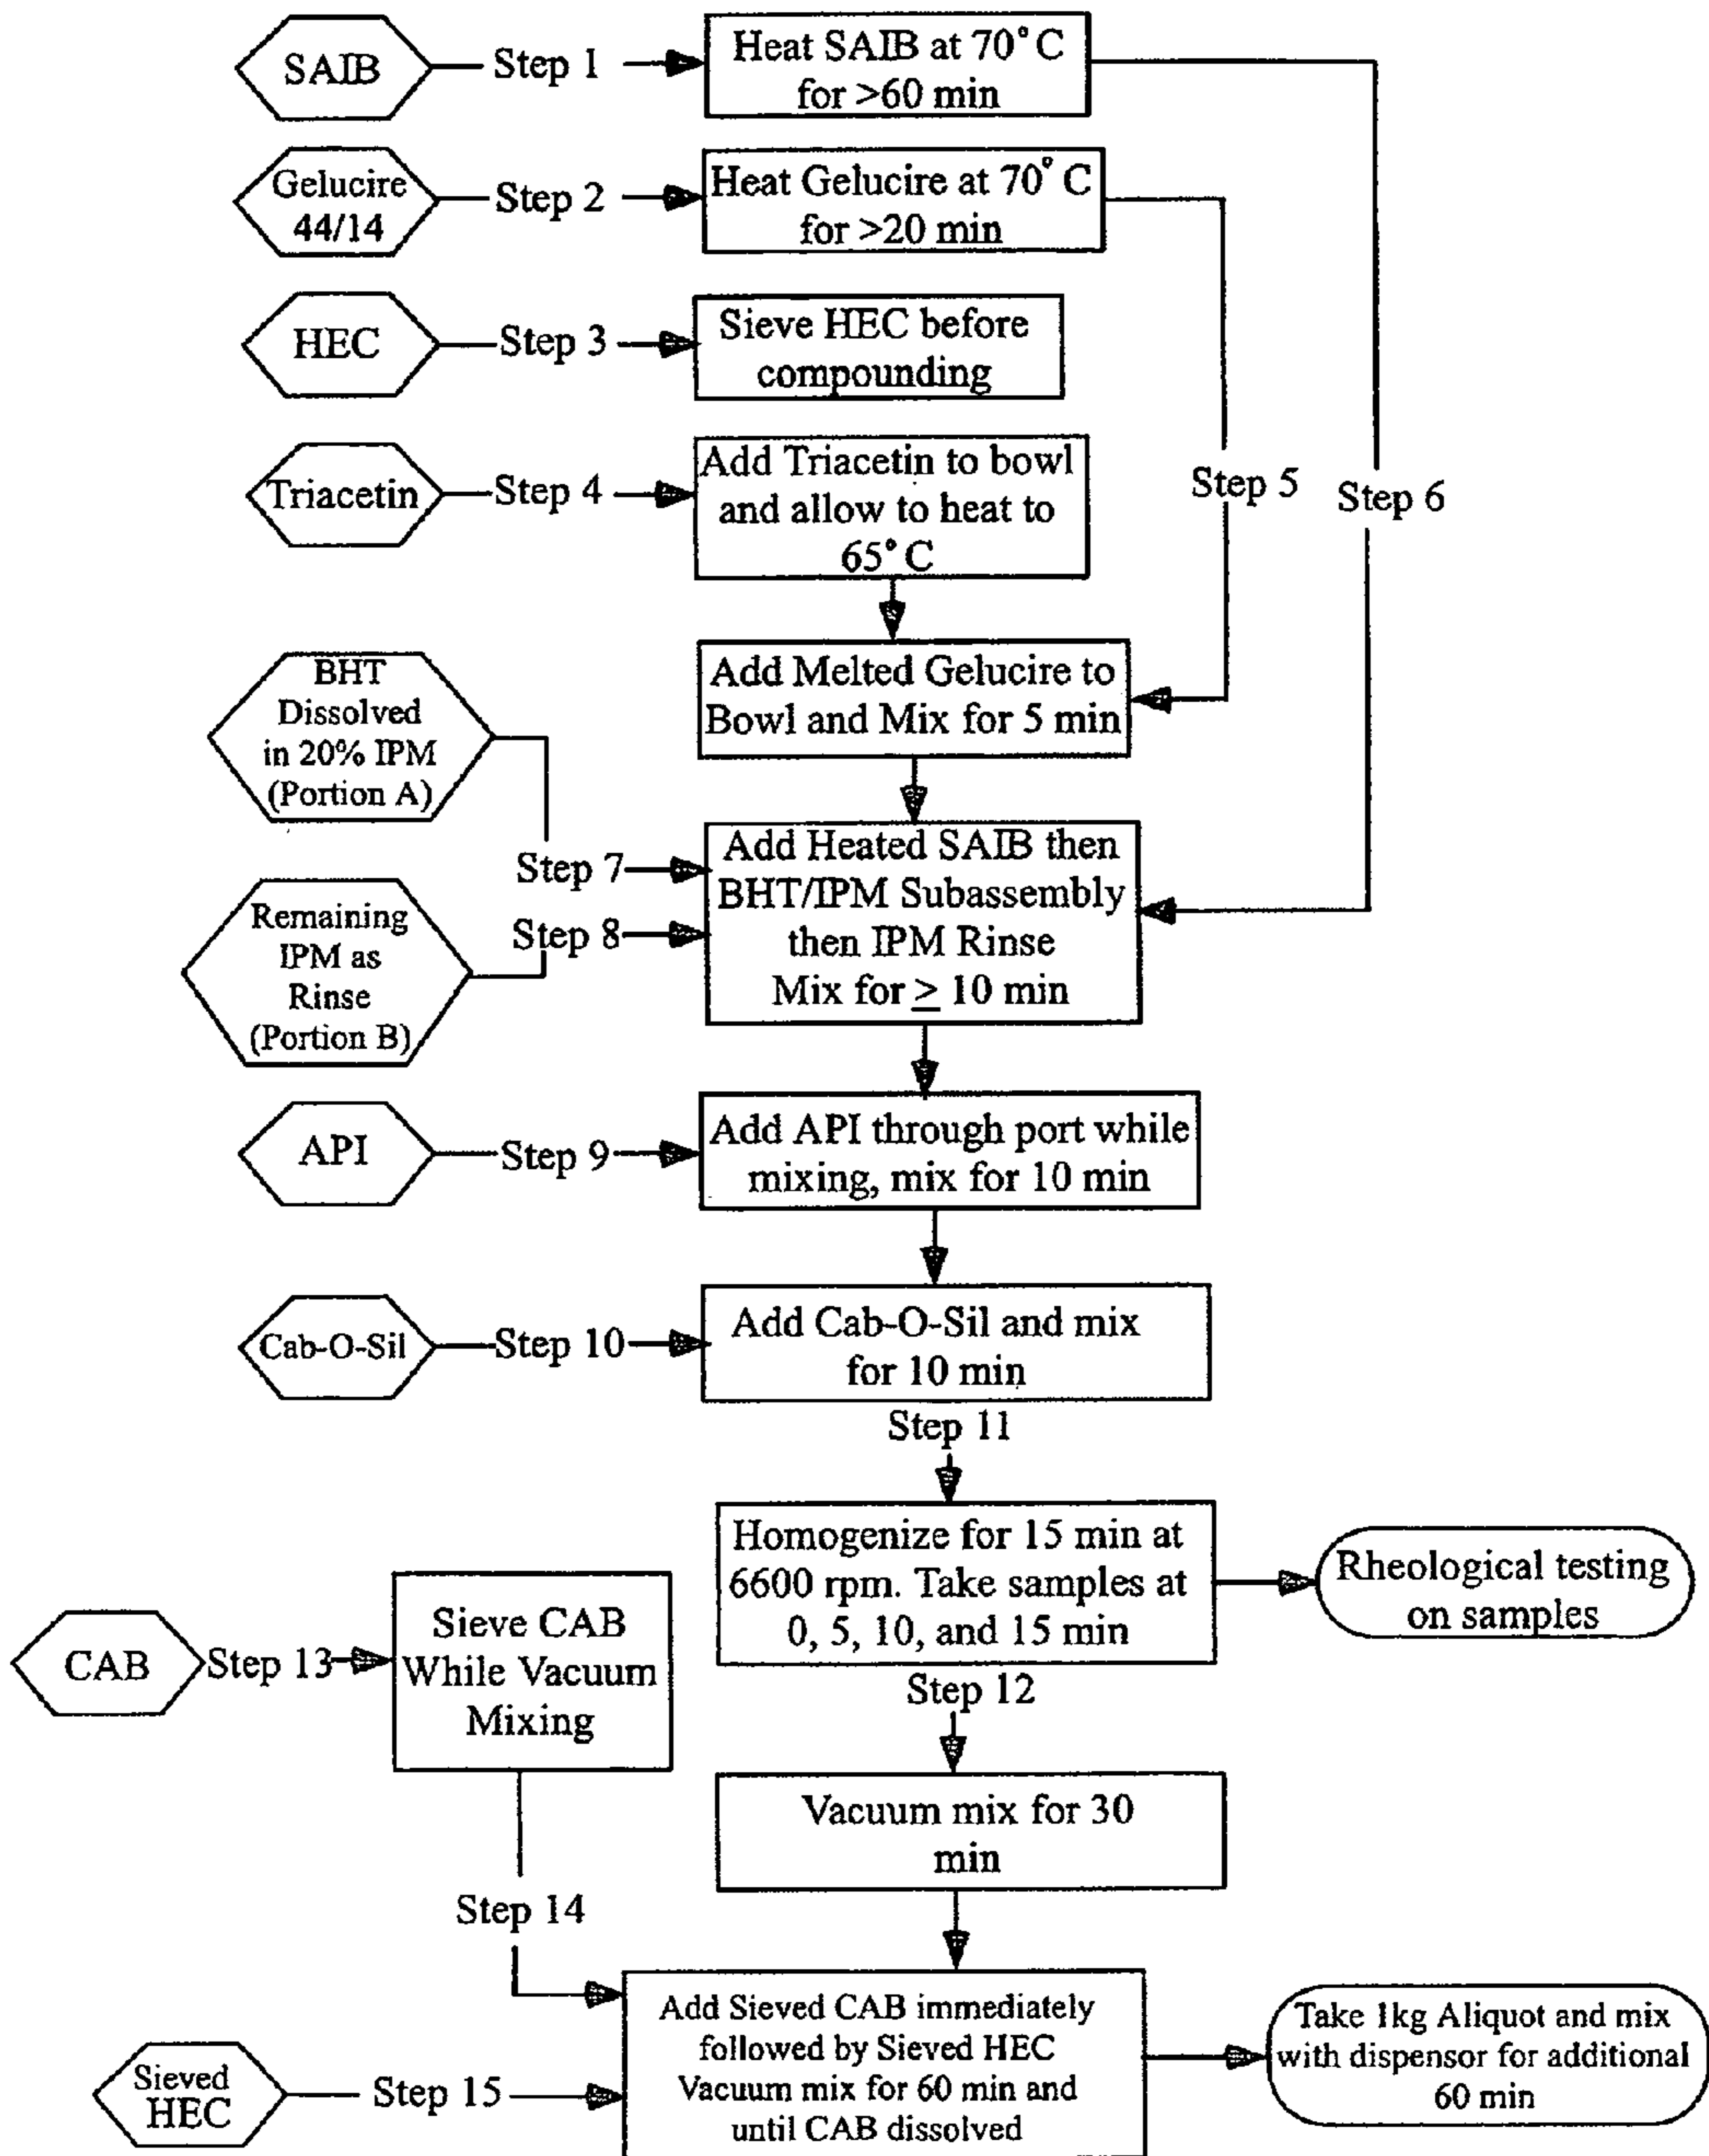 SAIB
Step 1
Heat SAIB at 70° C
for >60 min
Gelucire
44/14
Step 2
Heat Gelucire at 70° C
for >20 min
HEC
Step 3
Sieve HEC before
compounding
Triacetin
Step 4
Add Triacetin to bowl
and allow to heat to
65° C
Step 5
Step 6
Add Melted Gelucire to
Bowl and Mix for 5 min
BHT
Dissolved
in 20% IPM
(Portion A)
Step 7
Remaining
IPM as
Rinse
(Portion B)
Step 8
Add Heated SAIB then
BHT/IPM Subassembly
then IPM Rinse
Mix for ≥ 10 min
API
Step 9
Add API through port while
mixing, mix for 10 min
Cab-O-Sil
Step 10
Add Cab-O-Sil and mix
for 10 min
Step 11
Homogenize for 15 min at
6600 rpm. Take samples at
0, 5, 10, and 15 min
Rheological testing
on samples
CAB
Step 13
Sieve CAB
While Vacuum
Mixing
Step 12
Vacuum mix for 30
min
Step 14
Sieved
HEC
Step 15
Add Sieved CAB immediately
followed by Sieved HEC
Vacuum mix for 60 min and
until CAB dissolved
Take 1kg Aliquot and mix
with dispensor for additional
60 min